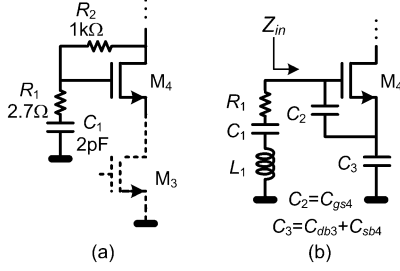 R2
1kΩ
M4
R1
2.7Ω
C1
2pF
M3
(a)
Zin
M4
R1
C2
C1
C3
L1
C2=Cgs4
C3=Cdb3+Csb4
(b)